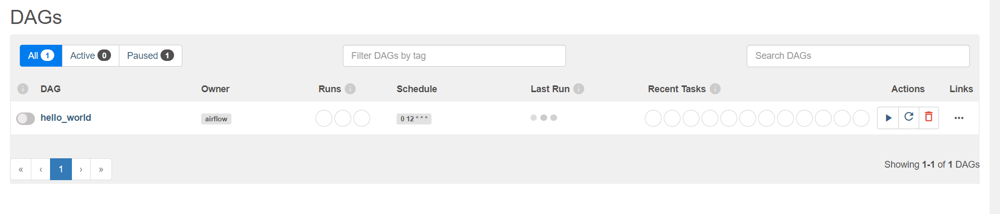 DAGs
All 1 Active 0 Paused 1 Filter DAGs by tag Search DAGs
i DAG Owner Runs i Schedule Last Run i Recent Tasks i Actions Links
hello_world airflow 0 12 * * *
« ‹ 1 › » Showing 1-1 of 1 DAGs